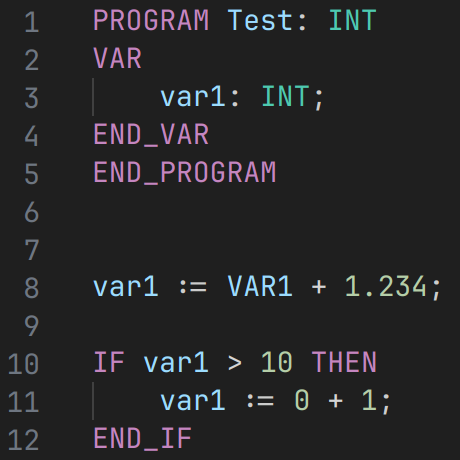 1 PROGRAM Test: INT
2 VAR
3 var1: INT;
4 END_VAR
5 END_PROGRAM
6
7
8 var1 := VAR1 + 1.234;
9
10 IF var1 > 10 THEN
11 var1 := 0 + 1;
12 END_IF